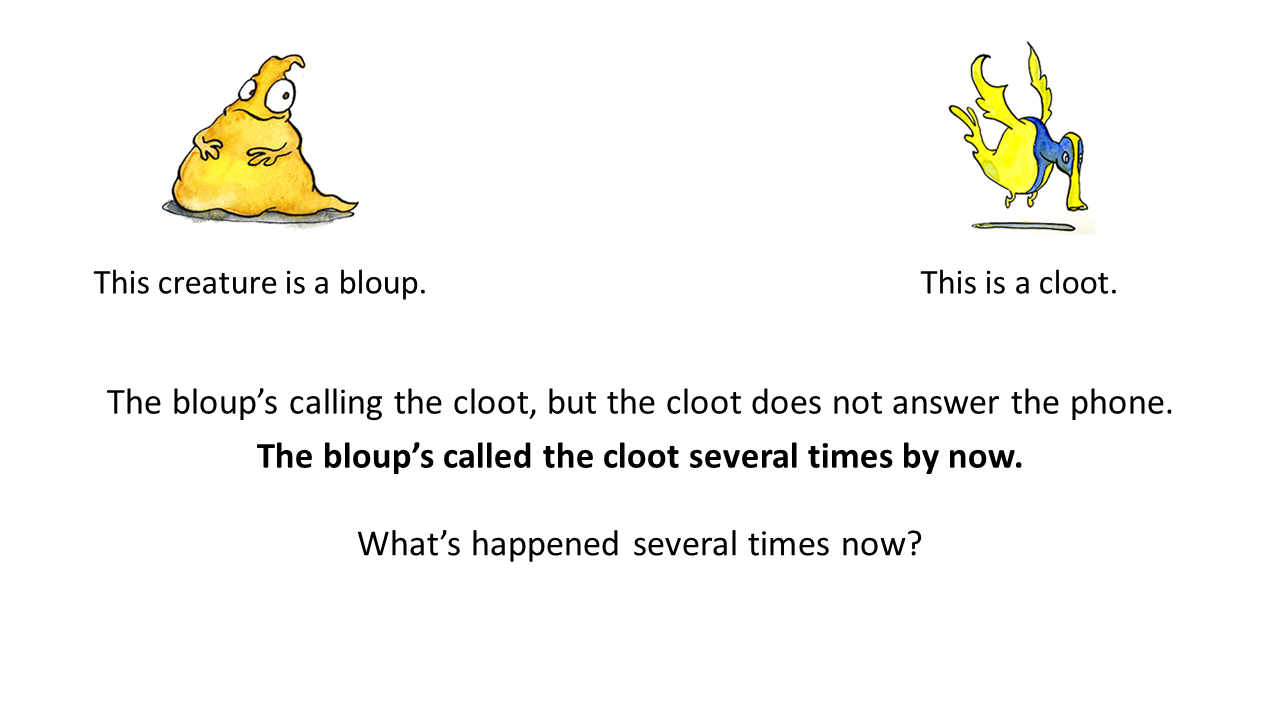 This creature is a bloup.
This is a cloot.
The bloup’s calling the cloot, but the cloot does not answer the phone.
The bloup’s called the cloot several times by now.
What’s happened several times now?